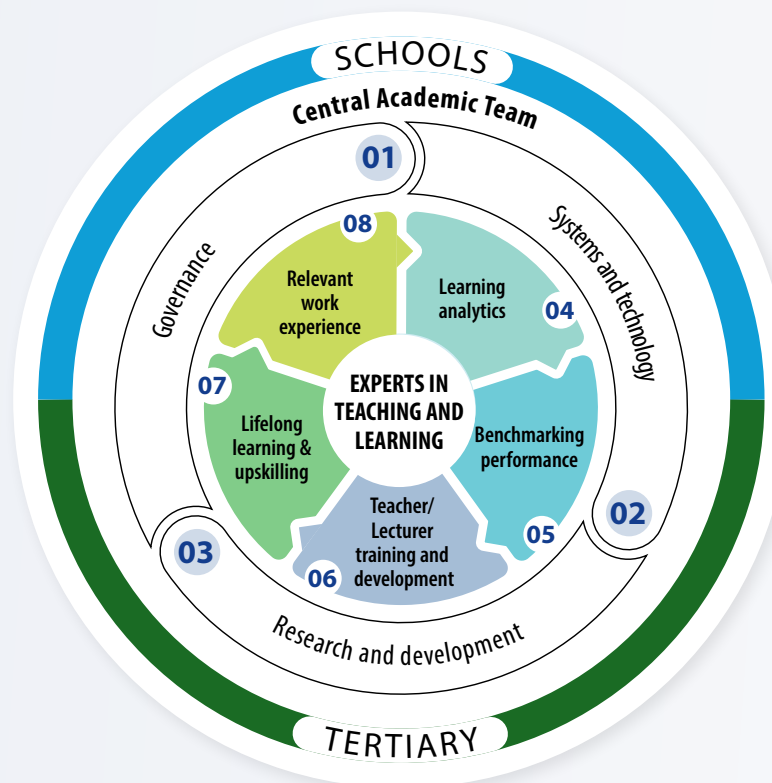 SCHOOLS
Central Academic Team
01
Governance
Systems and technology
02
03
Research and development
08
Relevant
work
experience
Learning
analytics
04
07
Lifelong
learning &
upskilling
EXPERTS IN
TEACHING AND
LEARNING
Benchmarking
performance
05
Teacher/
Lecturer
training and
development
06
TERTIARY